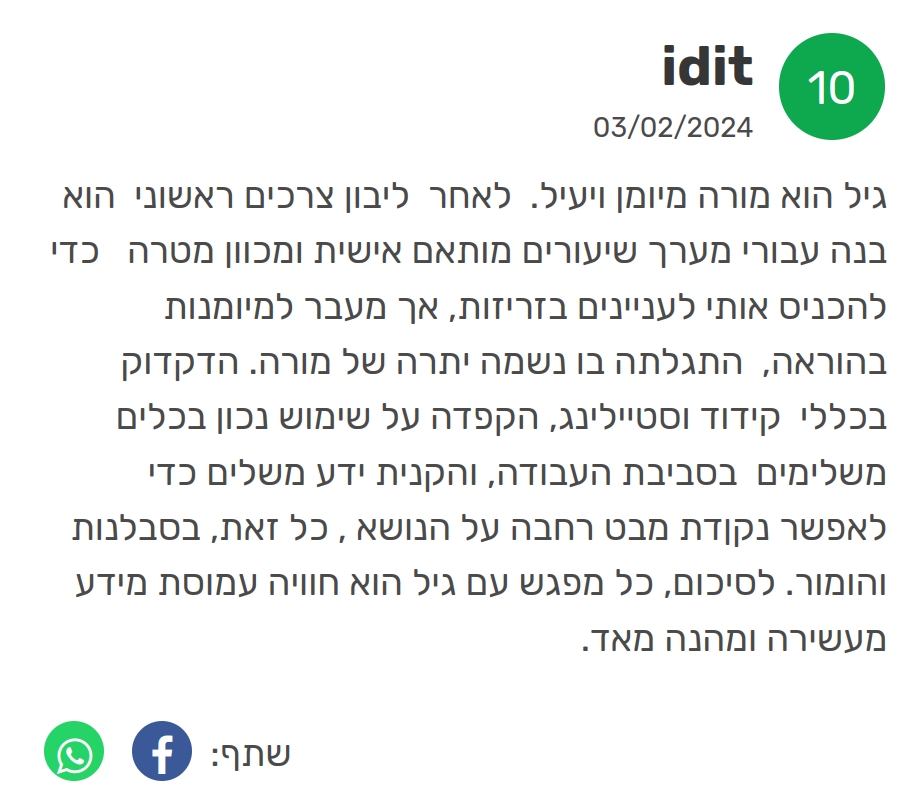 10
idit
03/02/2024
גיל הוא מורה מיומן ויעיל. לאחר ליבון צרכים ראשוני הוא
בנה עבורי מערך שיעורים מותאם אישית ומכוון מטרה כדי
להכניס אותי לעניינים בזריזות, אך מעבר למיומנות
בהוראה, התגלתה בו נשמה יתרה של מורה. הדקדוק
בכללי קידוד וסטיילינג, הקפדה על שימוש נכון בכלים
משלימים בסביבת העבודה, והקנית ידע משלים כדי
לאפשר נקןדת מבט רחבה על הנושא , כל זאת, בסבלנות
והומור. לסיכום, כל מפגש עם גיל הוא חוויה עמוסת מידע
מעשירה ומהנה מאד.
שתף: